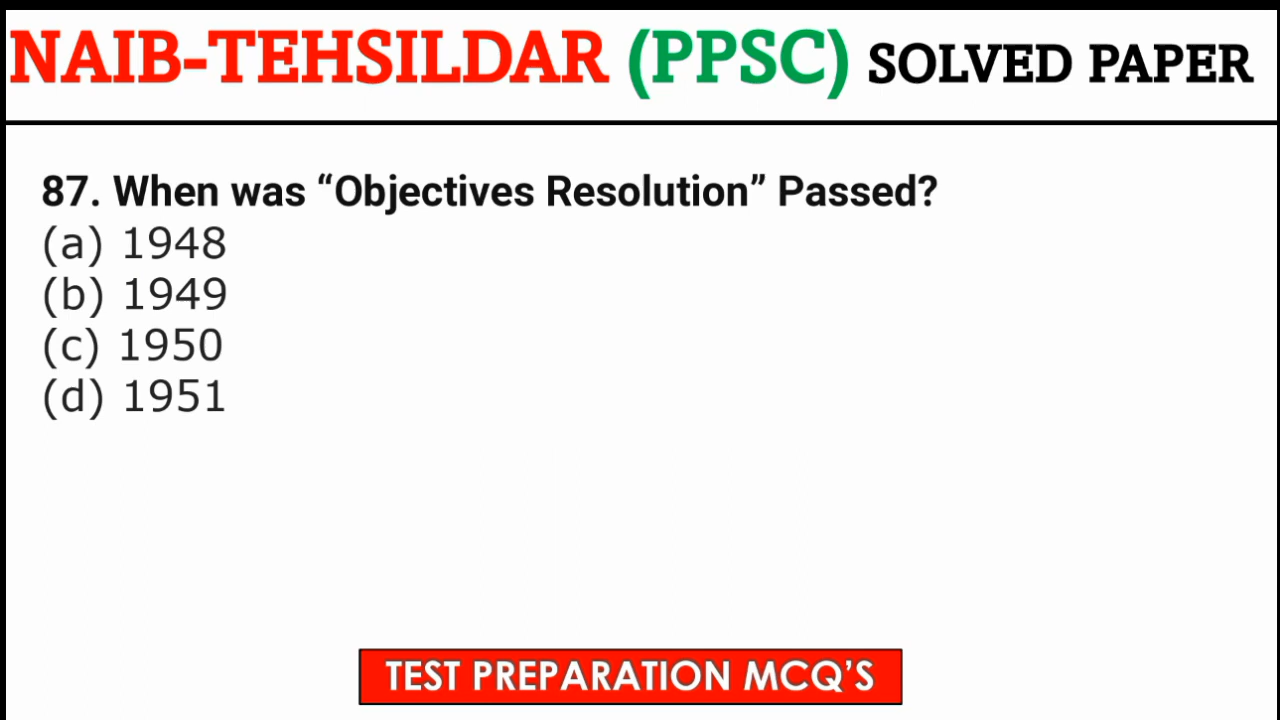 NAIB-TEHSILDAR (PPSC) SOLVED PAPER
87. When was “Objectives Resolution” Passed?
(a) 1948
(b) 1949
(c) 1950
(d) 1951
TEST PREPARATION MCQ’S